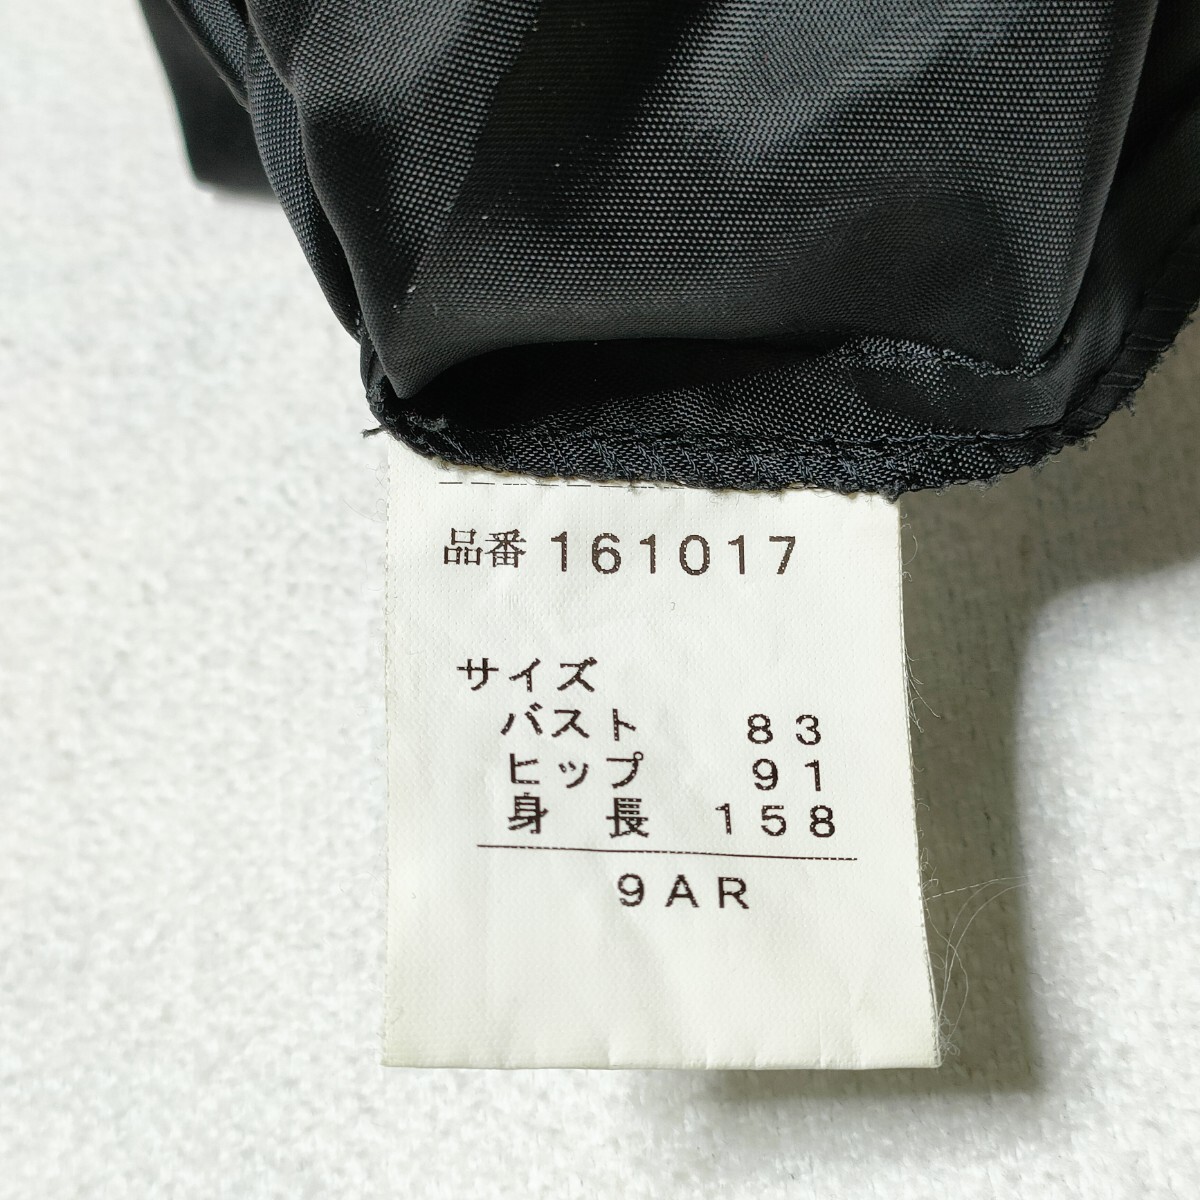 品番 161017
サイズ
バスト 83
ヒップ 91
身長 158
9AR